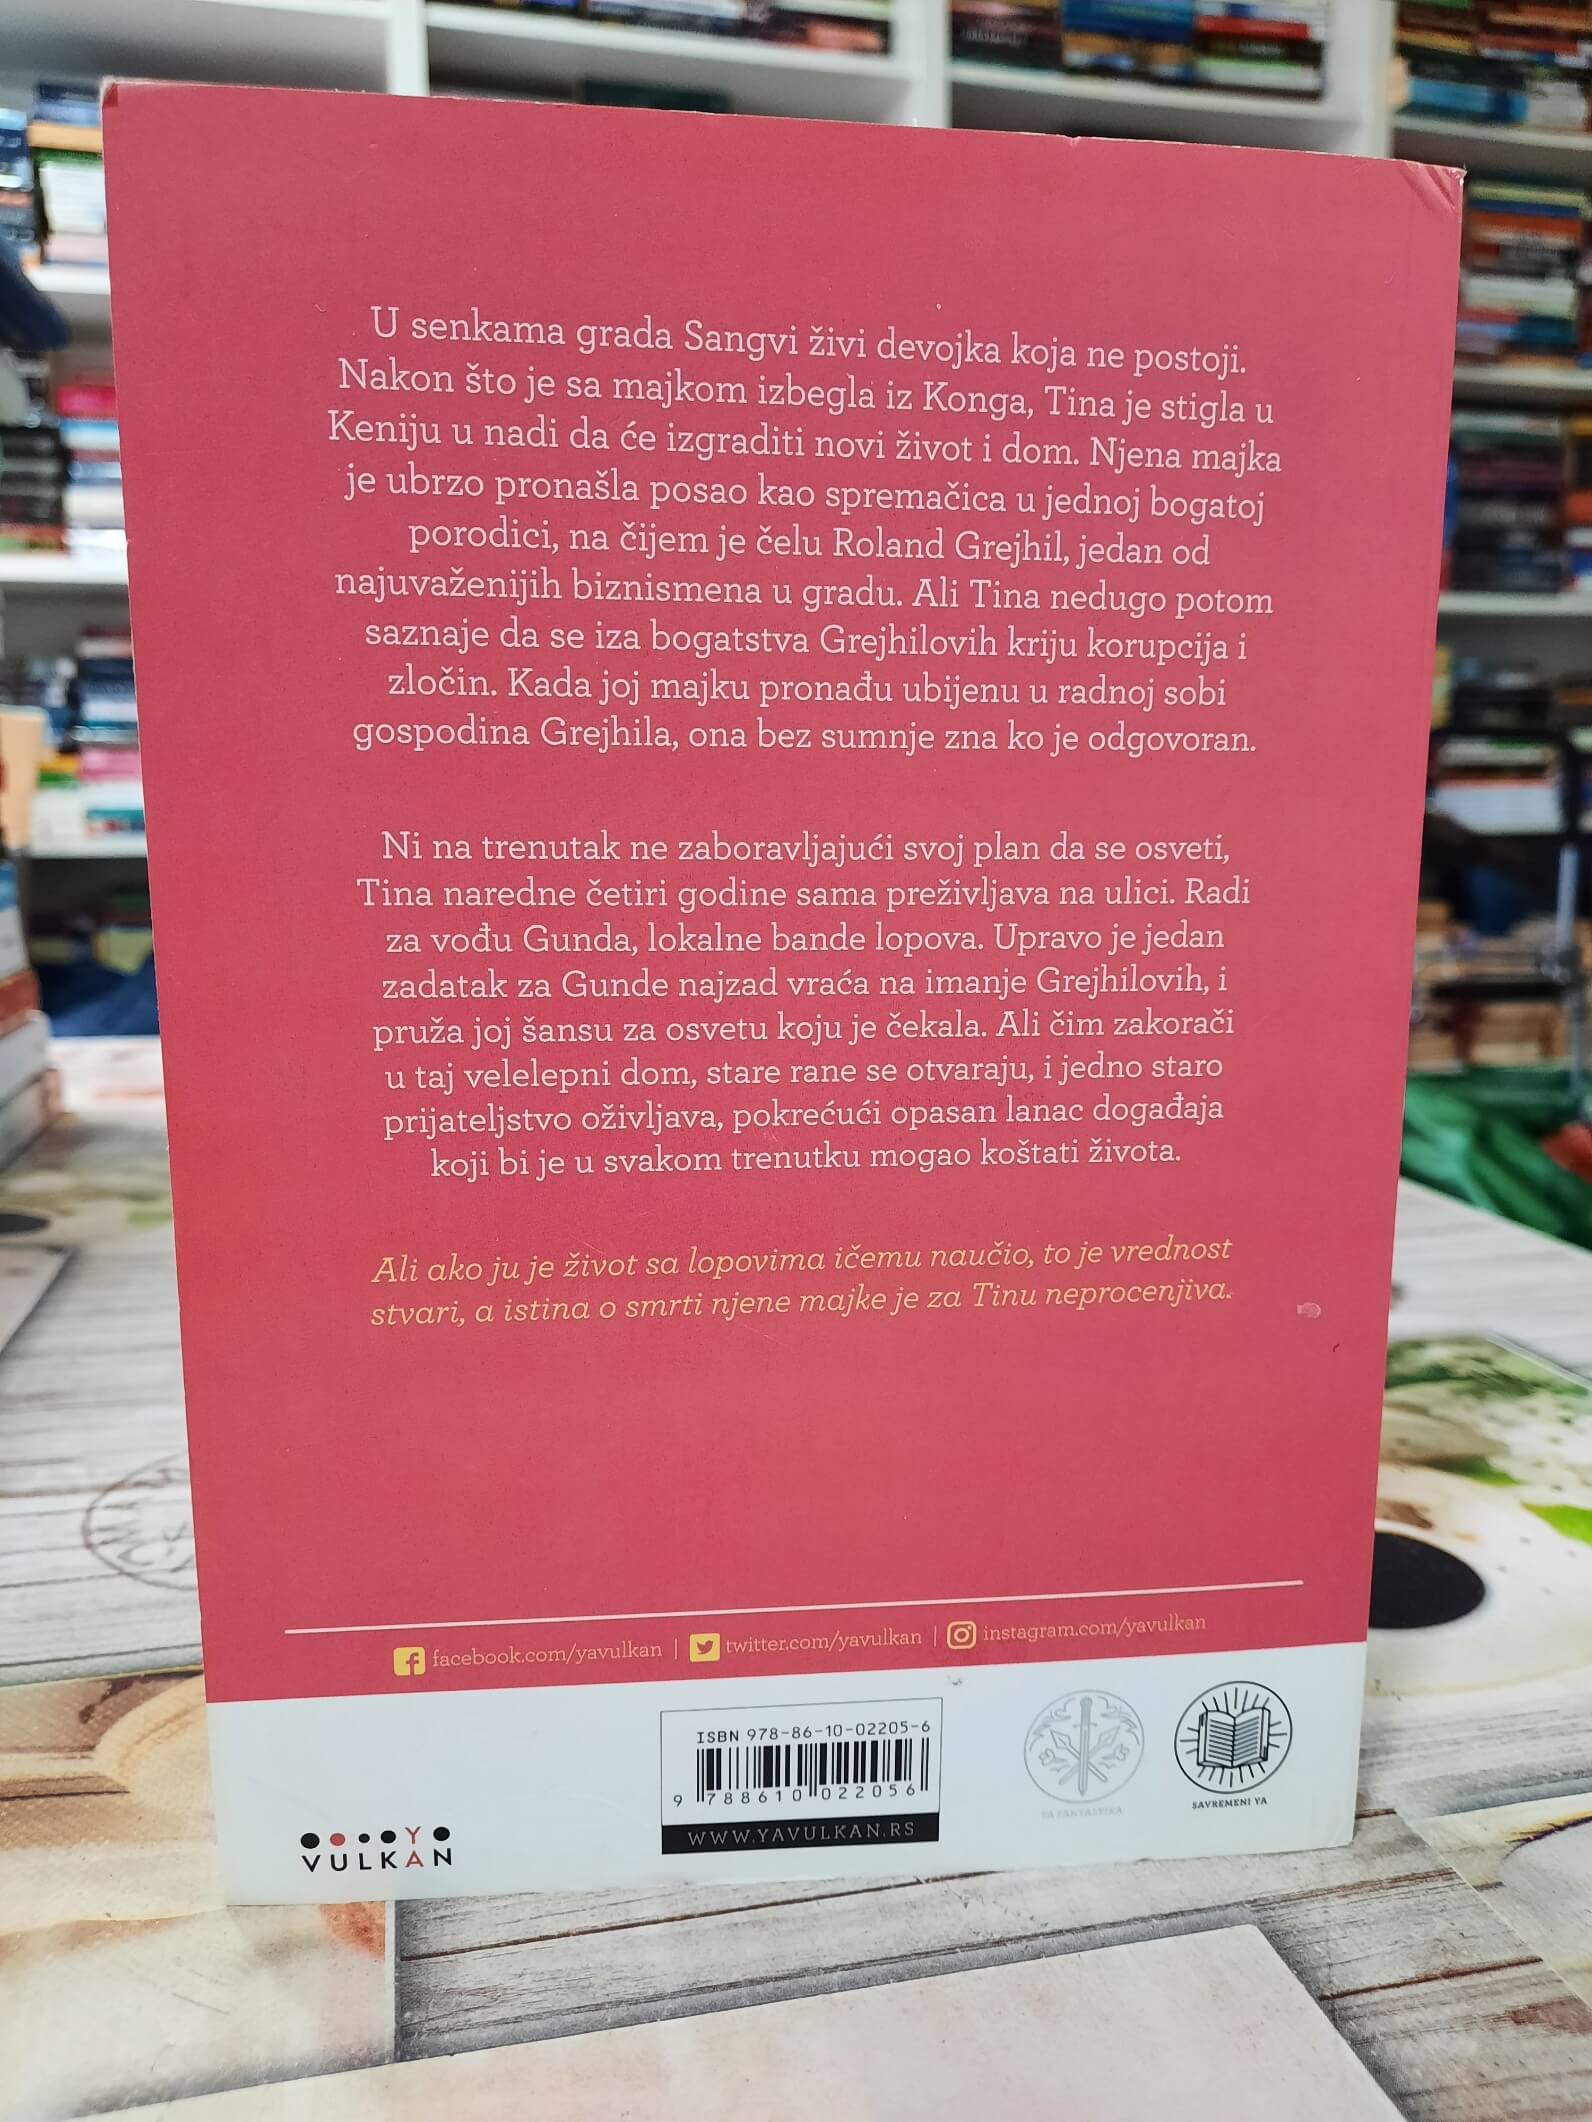 U senkama grada Sangvi živi devojka koja ne postoji.
Nakon što je sa majkom izbegla iz Konga, Tina je stigla u
Keniju u nadi da će izgraditi novi život i dom. Njena majka
je ubrzo pronašla posao kao spremačica u jednoj bogatoj
porodici, na čijem je čelu Roland Grejhil, jedan od
najuvaženijih biznismena u gradu. Ali Tina nedugo potom
saznaje da se iza bogatstva Grejhilovih kriju korupcija i
zločin. Kada joj majku pronađu ubijenu u radnoj sobi
gospodina Grejhila, ona bez sumnje zna ko je odgovoran.
Ni na trenutak ne zaboravljajući svoj plan da se osveti,
Tina naredne četiri godine sama preživljava na ulici. Radi
za vođu Gunda, lokalne bande lopova. Upravo je jedan
zadatak za Gunde najzad vraća na imanje Grejhilovih, i
pruža joj šansu za osvetu koju je čekala. Ali čim zakorači
u taj velelepni dom, stare rane se otvaraju, i jedno staro
prijateljstvo oživljava, pokrećući opasan lanac događaja
koji bi je u svakom trenutku mogao koštati života.
Ali ako ju je život sa lopovima ičemu naučio, to je vrednost
stvari, a istina o smrti njene majke je za Tinu neprocenjiva.
facebook.com/yavulkan | twitter.com/yavulkan | instagram.com/yavulkan
ISBN 978-86-10-02205-6
9 788610 022056
WWW.YAVULKAN.RS
YA FANTASTIKA
SAVREMENI YA
Y
VULKAN